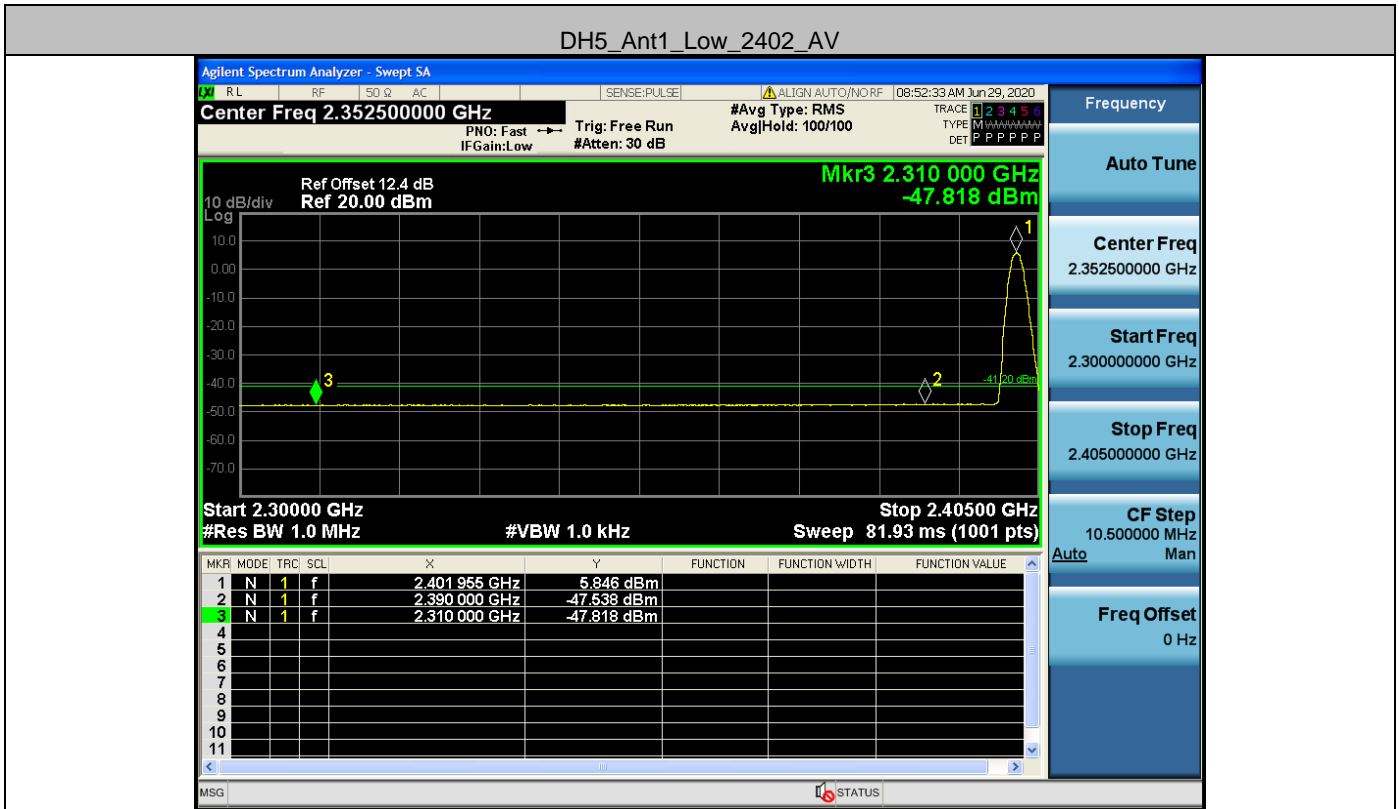 DH5_Ant1_Low_2402_AV
Agilent Spectrum Analyzer - Swept SA
LXI RL RF 50 Ω AC SENSE:PULSE ALIGN AUTO/NO RF 08:52:33 AM Jun 29, 2020
Center Freq 2.352500000 GHz
PNO: Fast
IFGain:Low
Trig: Free Run
#Atten: 30 dB
#Avg Type: RMS
Avg|Hold: 100/100
TRACE 1 2 3 4 5 6
TYPE M
DET P P P P P P
Mkr3 2.310 000 GHz
-47.818 dBm
Ref Offset 12.4 dB
10 dB/div Ref 20.00 dBm
Log
10.0
0.00
-10.0
-20.0
-30.0
-40.0
-50.0
-60.0
-70.0
1
2
3
-41.20 dBm
Start 2.30000 GHz Stop 2.40500 GHz
#Res BW 1.0 MHz #VBW 1.0 kHz Sweep 81.93 ms (1001 pts)
MKR MODE TRC SCL X Y FUNCTION FUNCTION WIDTH FUNCTION VALUE
1 N 1 f 2.401 955 GHz 5.846 dBm
2 N 1 f 2.390 000 GHz -47.538 dBm
3 N 1 f 2.310 000 GHz -47.818 dBm
4
5
6
7
8
9
10
11
MSG STATUS
Frequency
Auto Tune
Center Freq
2.352500000 GHz
Start Freq
2.300000000 GHz
Stop Freq
2.405000000 GHz
CF Step
10.500000 MHz
Auto Man
Freq Offset
0 Hz